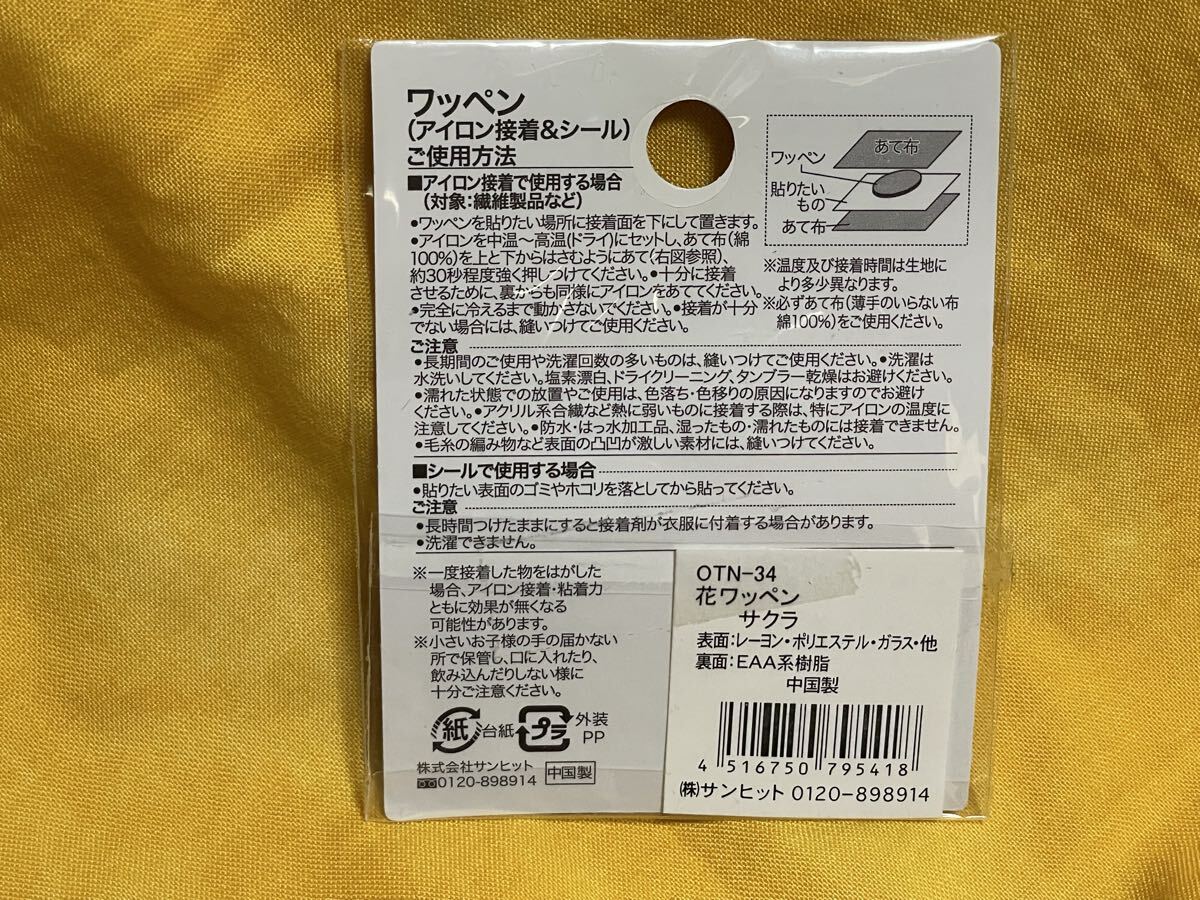 ワッペン
(アイロン接着&シール)
ご使用方法
■アイロン接着で使用する場合
(対象:繊維製品など)
●ワッペンを貼りたい場所に接着面を下にして置きます。
●アイロンを中温～高温(ドライ)にセットし、あて布(綿
100%)を上と下からはさむようにあて(右図参照)、
約30秒程度強く押しつけてください。●十分に接着
させるために、裏からも同様にアイロンをあててください。
●完全に冷えるまで動かさないでください。●接着が十分
でない場合には、縫いつけてご使用ください。
あて布
ワッペン
貼りたい
もの
あて布
※温度及び接着時間は生地に
より多少異なります。
※必ずあて布(薄手のいらない布
綿100%)をご使用ください。
ご注意
●長期間のご使用や洗濯回数の多いものは、縫いつけてご使用ください。●洗濯は
水洗いしてください。塩素漂白、ドライクリーニング、タンブラー乾燥はお避けください。
●濡れた状態での放置やご使用は、色落ち・色移りの原因になりますのでお避け
ください。●アクリル系合繊など熱に弱いものに接着する際は、特にアイロンの温度に
注意してください。●防水・はっ水加工品、湿ったもの・濡れたものには接着できません。
●毛糸の編み物など表面の凸凹が激しい素材には、縫いつけてください。
■シールで使用する場合
●貼りたい表面のゴミやホコリを落としてから貼ってください。
ご注意
●長時間つけたままにすると接着剤が衣服に付着する場合があります。
●洗濯できません。
※一度接着した物をはがした
場合、アイロン接着・粘着力
ともに効果が無くなる
可能性があります。
※小さいお子様の手の届かない
所で保管し、口に入れたり、
飲み込んだりしない様に
十分ご注意ください。
紙 台紙 プラ 外装
PP
株式会社サンヒット
0120-898914 中国製
OTN-34
花ワッペン
サクラ
表面:レーヨン・ポリエステル・ガラス・他
裏面:EAA系樹脂
中国製
4 516750 795418
(株)サンヒット 0120-898914